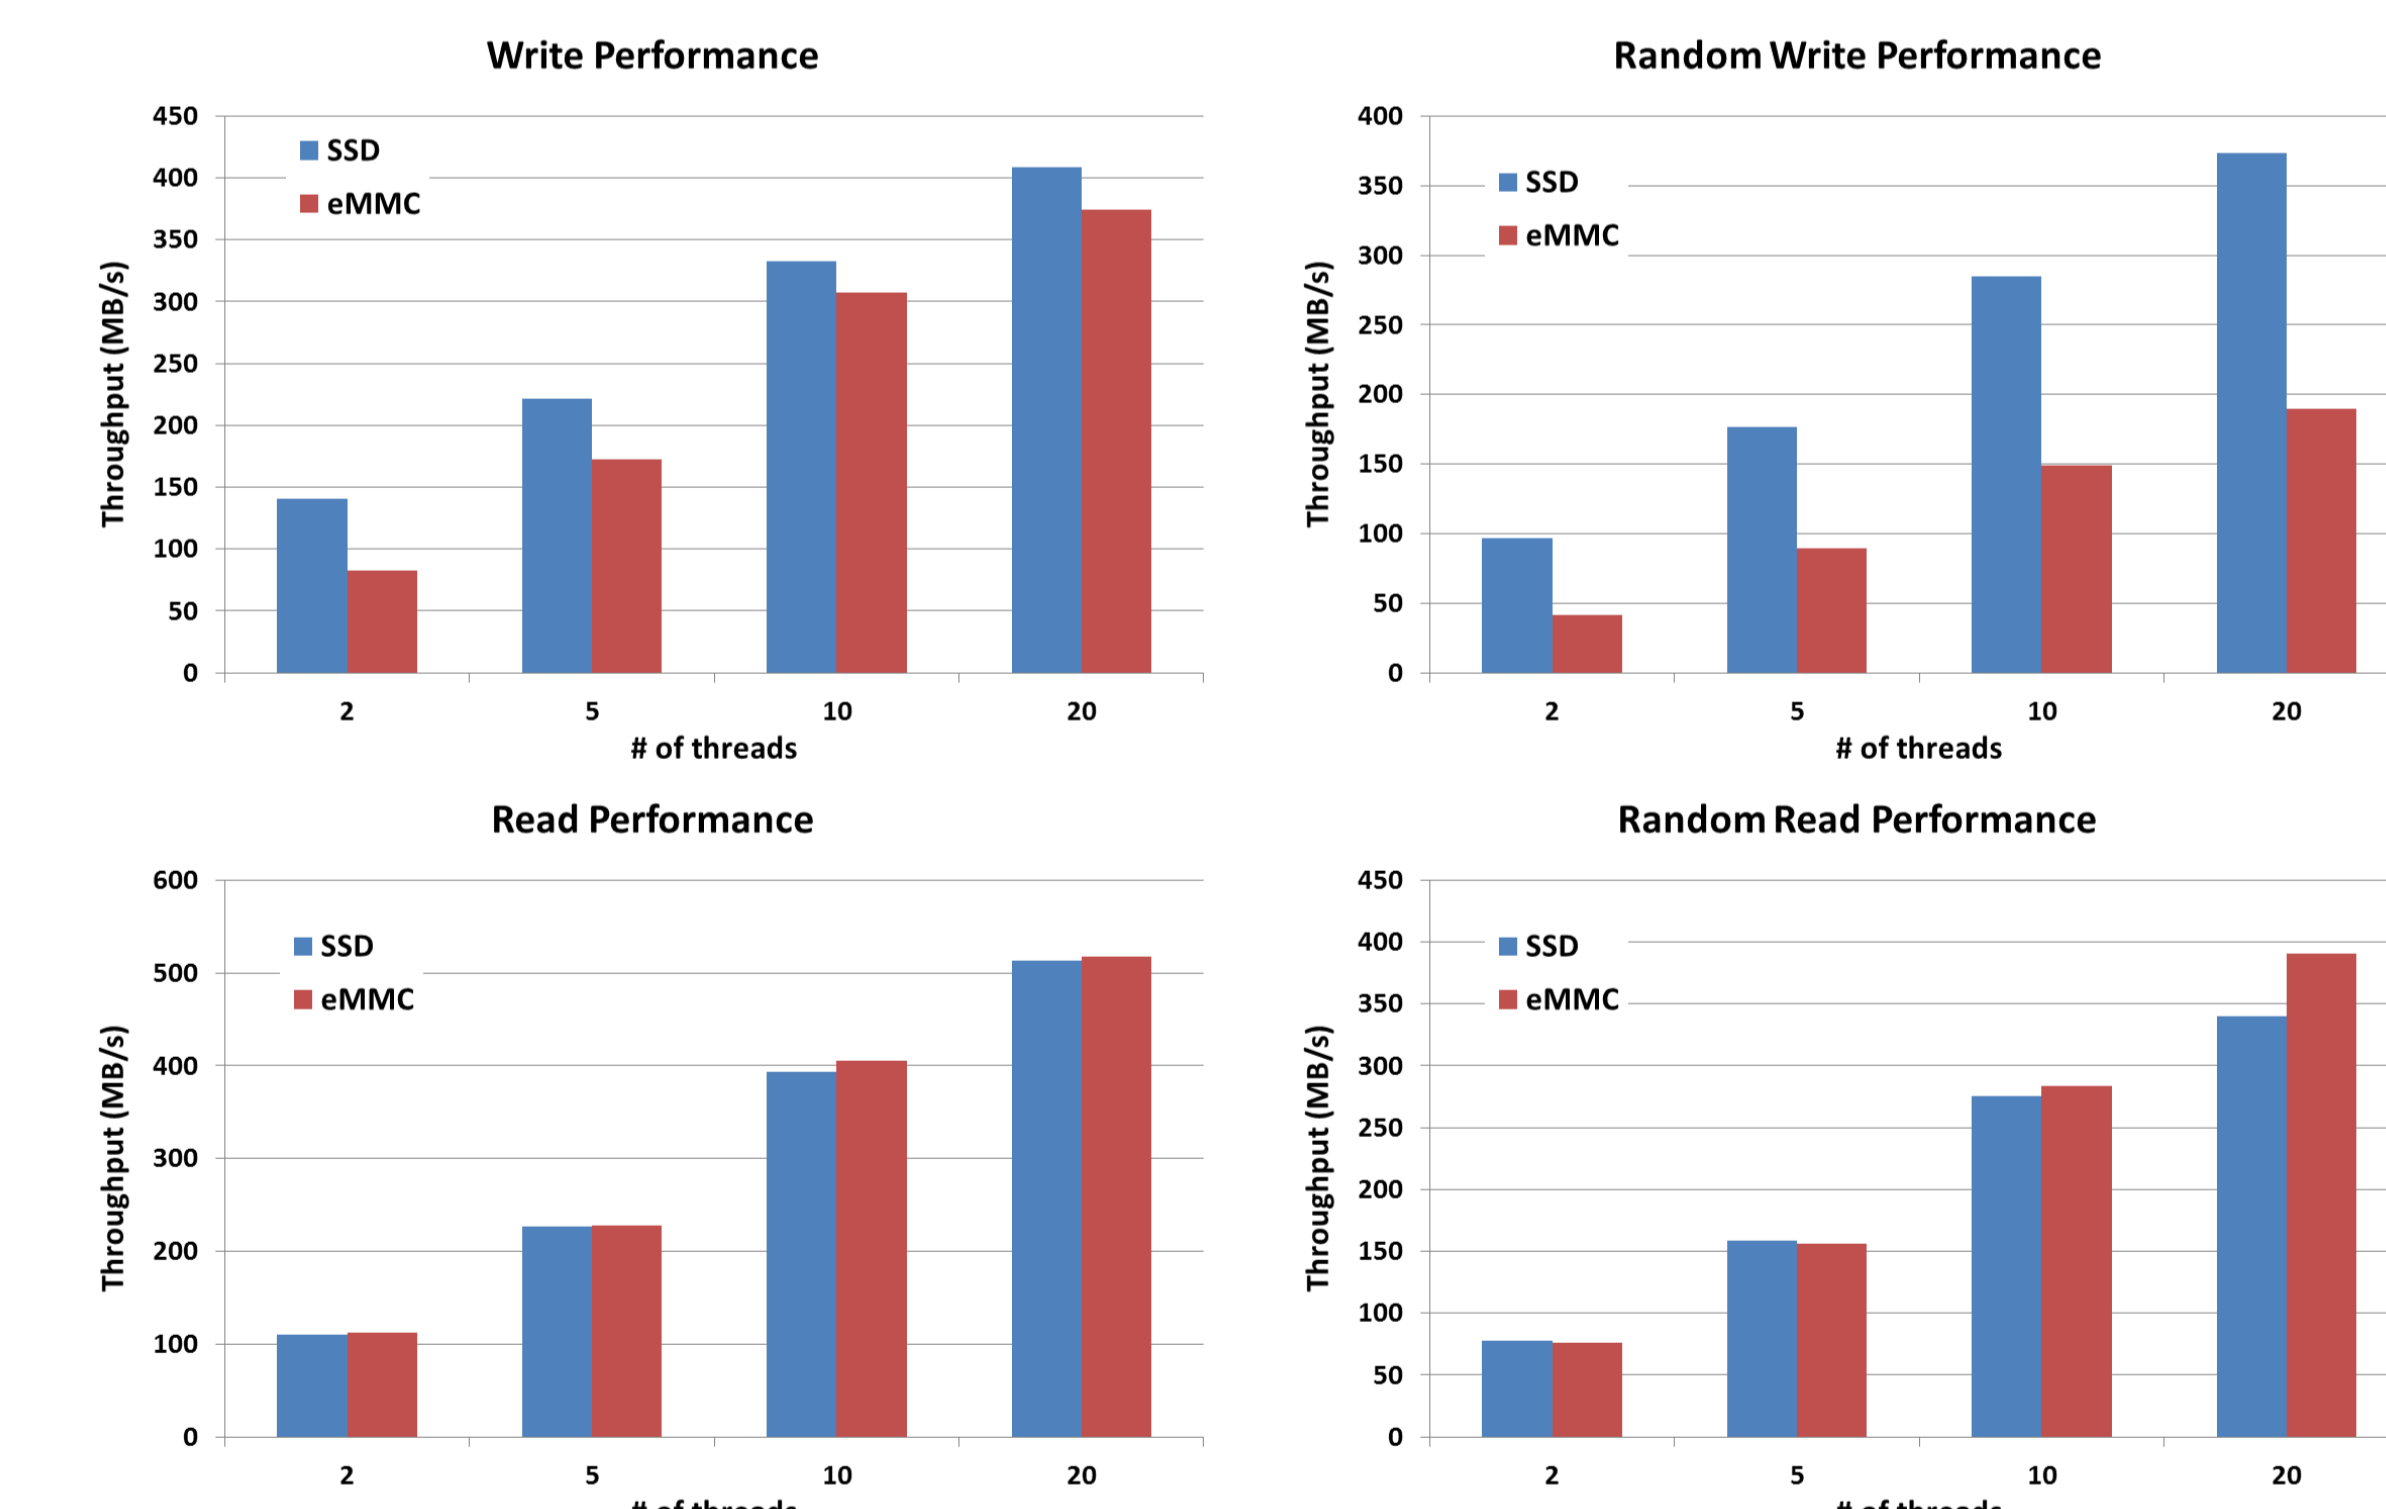 Write Performance
450
400
350
300
250
200
150
100
50
0
SSD
eMMC
Throughput (MB/s)
2 5 10 20
# of threads
Random Write Performance
400
350
300
250
200
150
100
50
0
SSD
eMMC
Throughput (MB/s)
2 5 10 20
# of threads
Read Performance
600
500
400
300
200
100
0
SSD
eMMC
Throughput (MB/s)
2 5 10 20
# of threads
Random Read Performance
450
400
350
300
250
200
150
100
50
0
SSD
eMMC
Throughput (MB/s)
2 5 10 20
# of threads